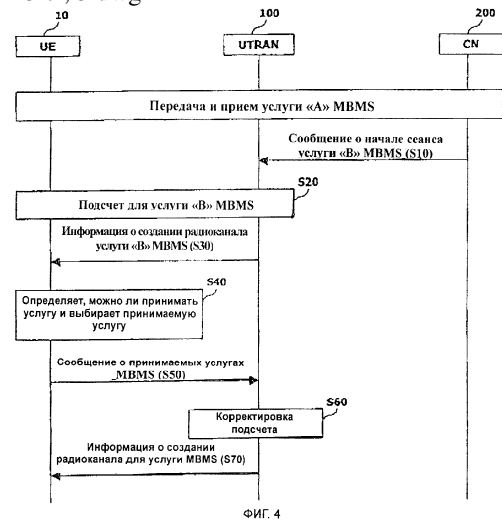 10
100
200
UE
UTRAN
CN
Передача и прием услуги «А» MBMS
Сообщение о начале сеанса
услуги «В» MBMS (S10)
S20
Подсчет для услуги «В» MBMS
Информация о создании радиоканала
услуги «В» MBMS (S30)
S40
Определяет, можно ли принимать
услугу и выбирает принимаемую
услугу
Сообщение о принимаемых услугах
MBMS (S50)
S60
Корректировка
подсчета
Информация о создании
радиоканала для услуги MBMS (S70)
ФИГ. 4